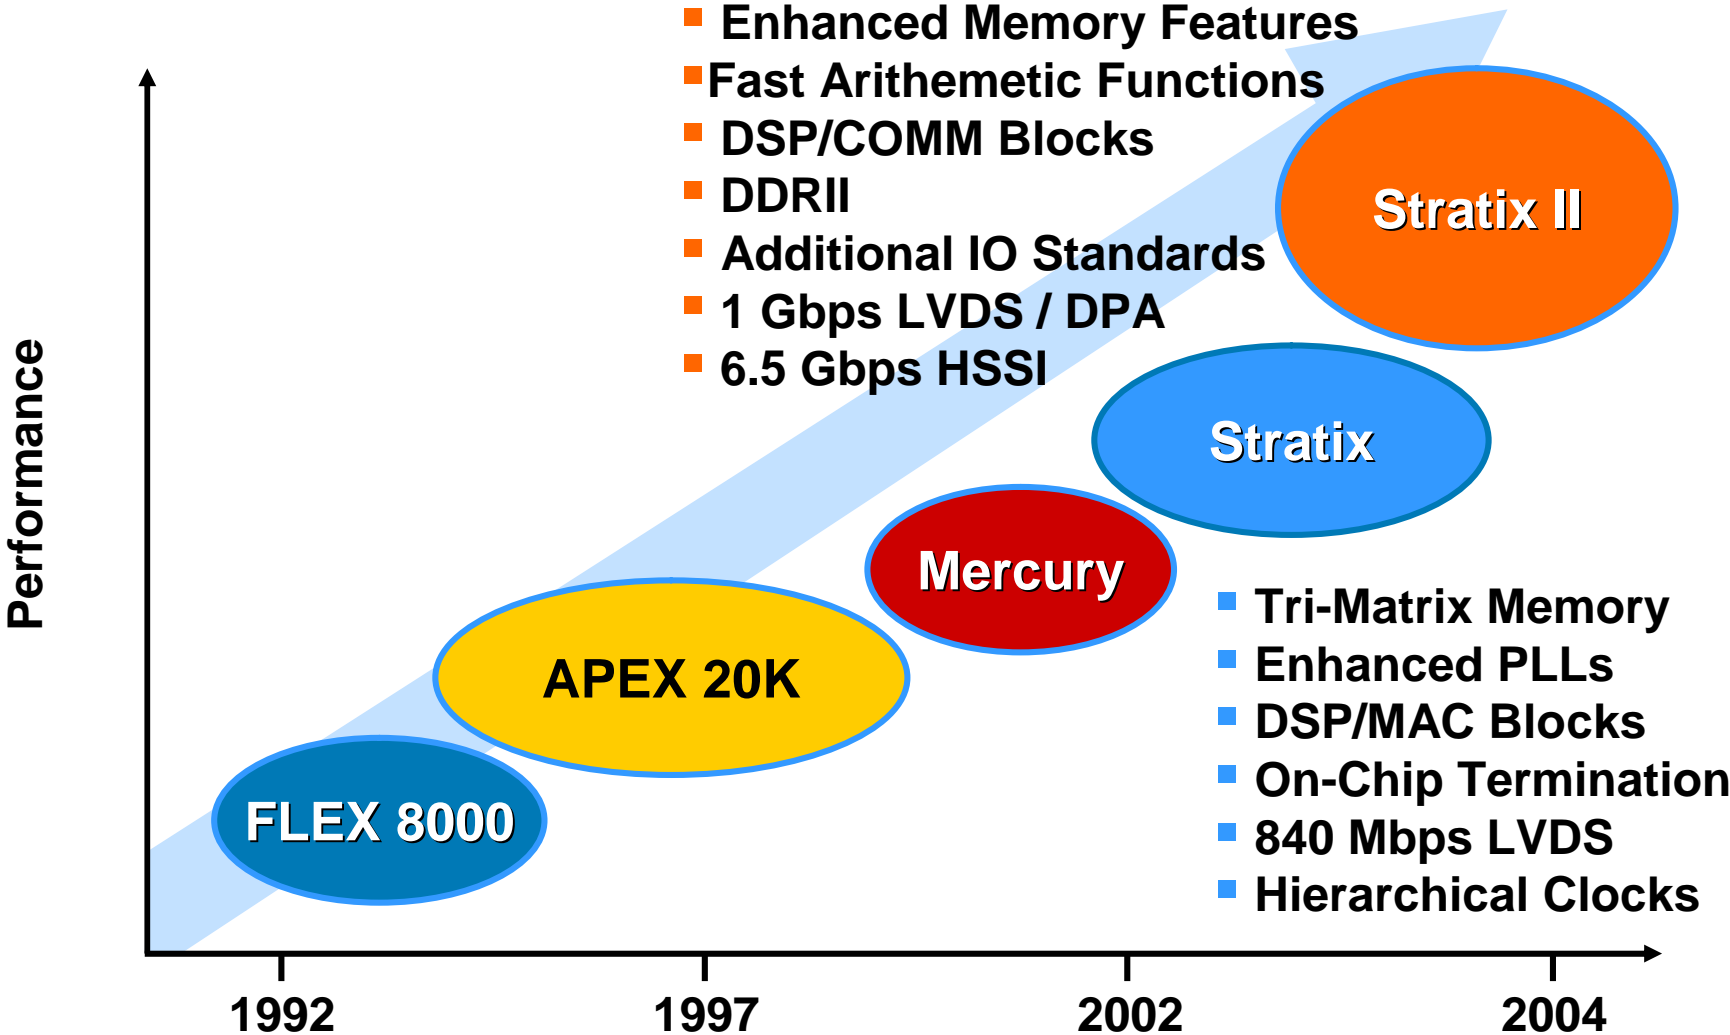 Enhanced Memory Features
Fast Arithemetic Functions
DSP/COMM Blocks
DDRII
Additional IO Standards
1 Gbps LVDS / DPA
6.5 Gbps HSSI
Stratix II
Stratix
Mercury
APEX 20K
FLEX 8000
Performance
Tri-Matrix Memory
Enhanced PLLs
DSP/MAC Blocks
On-Chip Termination
840 Mbps LVDS
Hierarchical Clocks
1992 1997 2002 2004